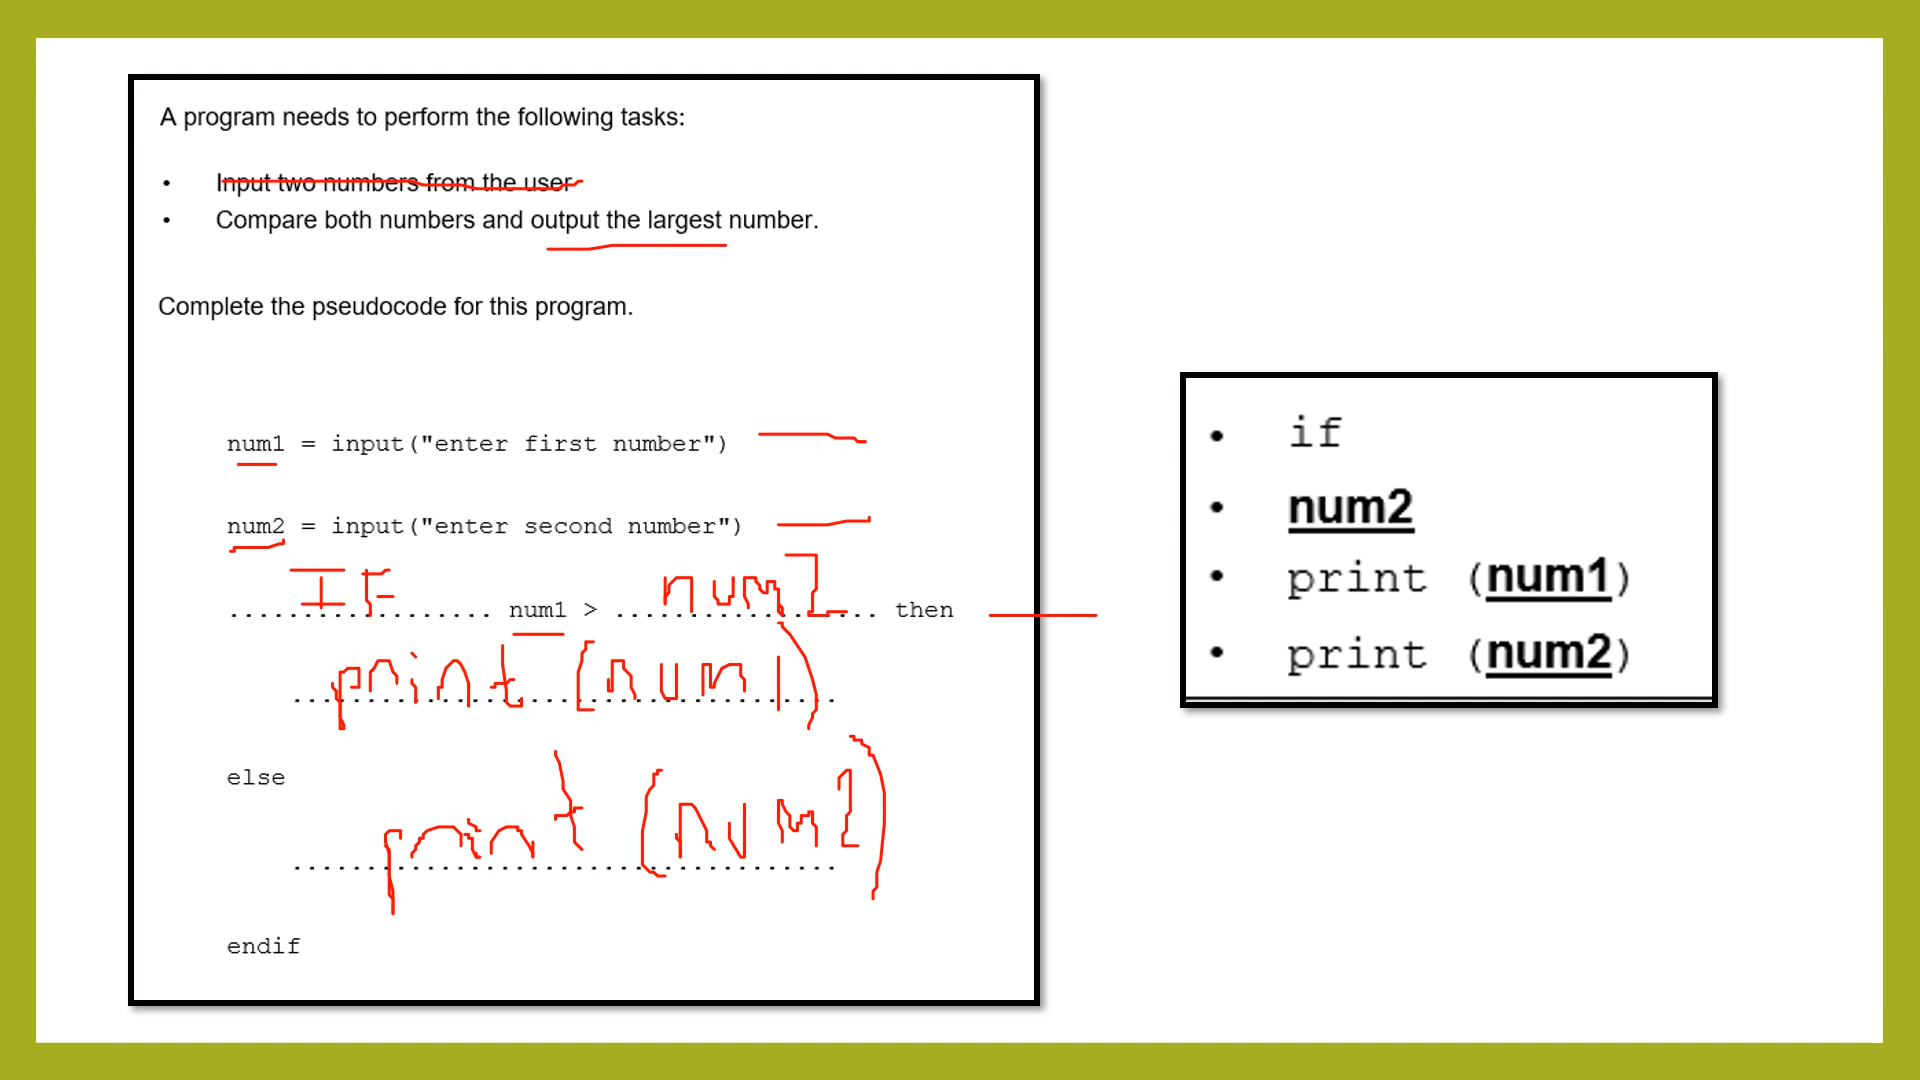 A program needs to perform the following tasks:
• Input two numbers from the user
• Compare both numbers and output the largest number.
Complete the pseudocode for this program.
num1 = input("enter first number")
num2 = input("enter second number")
IF num1 > num2 then
print (num1)
else
print (num2)
endif
• if
• num2
• print (num1)
• print (num2)